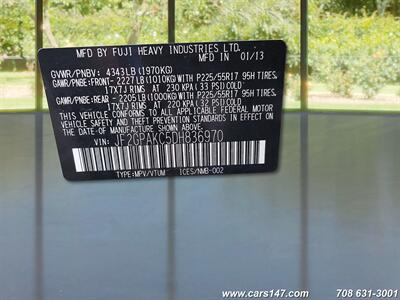 MFD BY FUJI HEAVY INDUSTRIES LTD.
GVWR/PNBV: 4343LB (1970KG) MFD IN 01/13
GAWR/PNBE:FRONT- 2227LB (1010KG) WITH P225/55R17 95H TIRES,
17X7J RIMS AT 230 KPA (33 PSI) COLD
GAWR/PNBE:REAR - 2205LB (1000KG) WITH P225/55R17 95H TIRES,
17X7J RIMS AT 220 KPA (32 PSI) COLD
THIS VEHICLE CONFORMS TO ALL APPLICABLE FEDERAL MOTOR
VEHICLE SAFETY STANDARDS IN EFFECT ON THE DATE OF
MANUFACTURE SHOWN ABOVE.
VIN: JF2GPAKC5DH836970
TYPE:MPV/VTUM ICES/NMB-002
www.cars147.com 708 631-3001